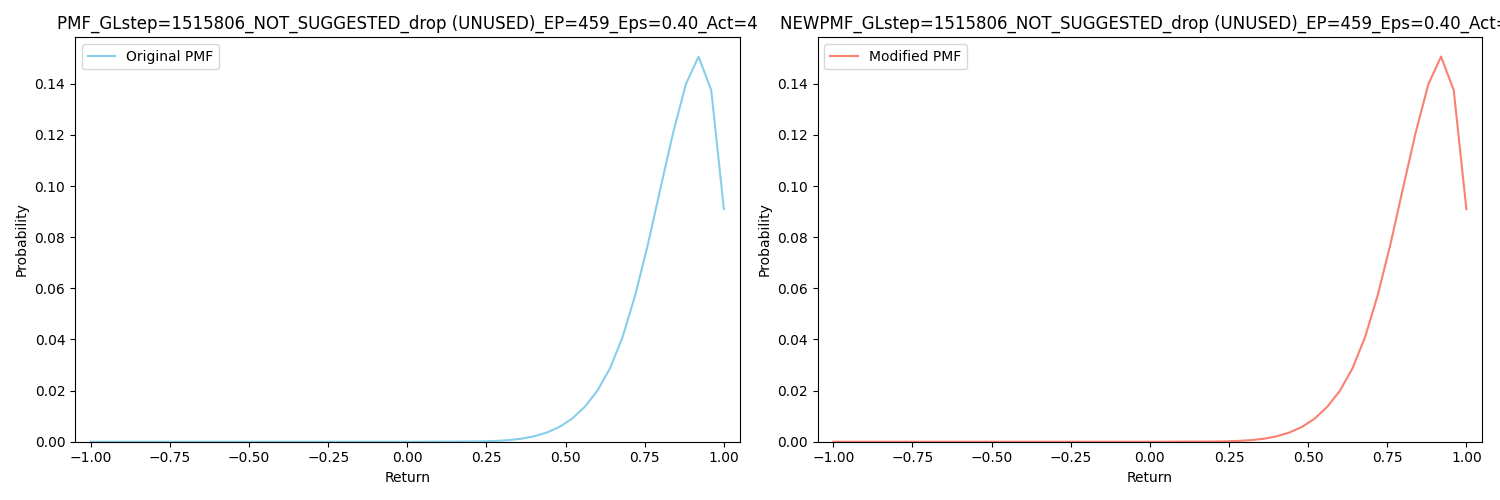 PMF_GLstep=1515806_NOT_SUGGESTED_drop (UNUSED)_EP=459_Eps=0.40_Act=4
Original PMF
Probability
0.14
0.12
0.10
0.08
0.06
0.04
0.02
0.00
−1.00 −0.75 −0.50 −0.25 0.00 0.25 0.50 0.75 1.00
Return
NEWPMF_GLstep=1515806_NOT_SUGGESTED_drop (UNUSED)_EP=459_Eps=0.40_Act=
Modified PMF
Probability
0.14
0.12
0.10
0.08
0.06
0.04
0.02
0.00
−1.00 −0.75 −0.50 −0.25 0.00 0.25 0.50 0.75 1.00
Return